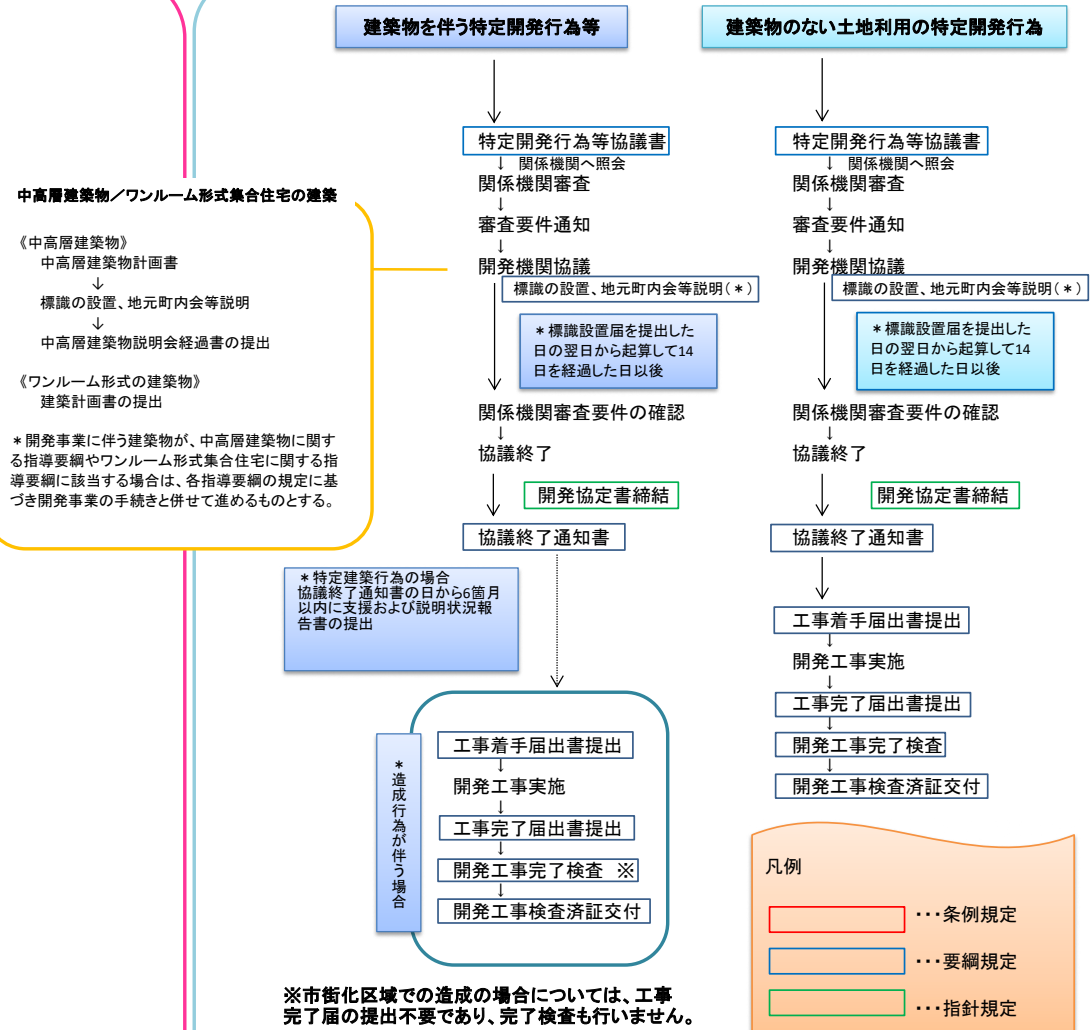 建築物を伴う特定開発行為等
特定開発行為等協議書
↓ 関係機関へ照会
関係機関審査
↓
審査要件通知
↓
開発機関協議
標識の設置、地元町内会等説明(*)
*標識設置届を提出した
日の翌日から起算して14
日を経過した日以後
関係機関審査要件の確認
↓
協議終了
開発協定書締結
協議終了通知書
*特定建築行為の場合
協議終了通知書の日から6箇月
以内に支援および説明状況報
告書の提出
*造成行為が伴う場合
工事着手届出書提出
↓
開発工事実施
↓
工事完了届出書提出
↓
開発工事完了検査 ※
↓
開発工事検査済証交付
※市街化区域での造成の場合については、工事
完了届の提出不要であり、完了検査も行いません。
中高層建築物/ワンルーム形式集合住宅の建築
《中高層建築物》
中高層建築物計画書
↓
標識の設置、地元町内会等説明
↓
中高層建築物説明会経過書の提出
《ワンルーム形式の建築物》
建築計画書の提出
*開発事業に伴う建築物が、中高層建築物に関す
る指導要綱やワンルーム形式集合住宅に関する指
導要綱に該当する場合は、各指導要綱の規定に基
づき開発事業の手続きと併せて進めるものとする。
建築物のない土地利用の特定開発行為
特定開発行為等協議書
↓ 関係機関へ照会
関係機関審査
↓
審査要件通知
↓
開発機関協議
標識の設置、地元町内会等説明(*)
*標識設置届を提出した
日の翌日から起算して14
日を経過した日以後
関係機関審査要件の確認
↓
協議終了
開発協定書締結
協議終了通知書
工事着手届出書提出
↓
開発工事実施
↓
工事完了届出書提出
↓
開発工事完了検査
↓
開発工事検査済証交付
凡例
・・・条例規定
・・・要綱規定
・・・指針規定